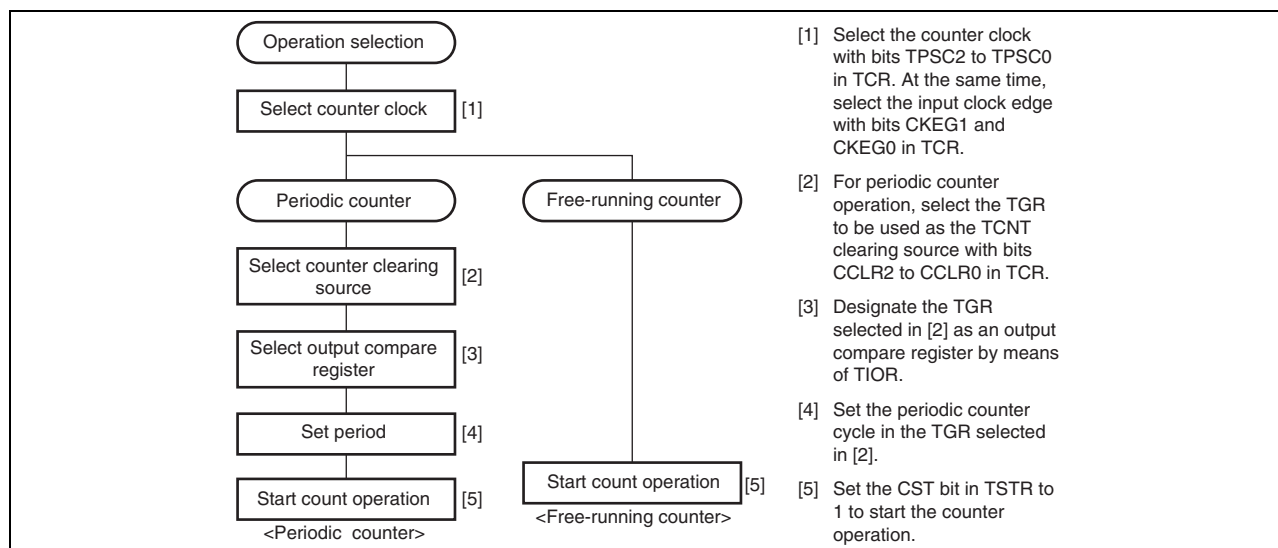 Operation selection
Select counter clock
[1]
Periodic counter
Free-running counter
Select counter clearing
source
[2]
Select output compare
register
[3]
Set period
[4]
Start count operation
[5]
<Periodic counter>
Start count operation
[5]
<Free-running counter>
[1] Select the counter clock
with bits TPSC2 to TPSC0
in TCR. At the same time,
select the input clock edge
with bits CKEG1 and
CKEG0 in TCR.
[2] For periodic counter
operation, select the TGR
to be used as the TCNT
clearing source with bits
CCLR2 to CCLR0 in TCR.
[3] Designate the TGR
selected in [2] as an output
compare register by means
of TIOR.
[4] Set the periodic counter
cycle in the TGR selected
in [2].
[5] Set the CST bit in TSTR to
1 to start the counter
operation.